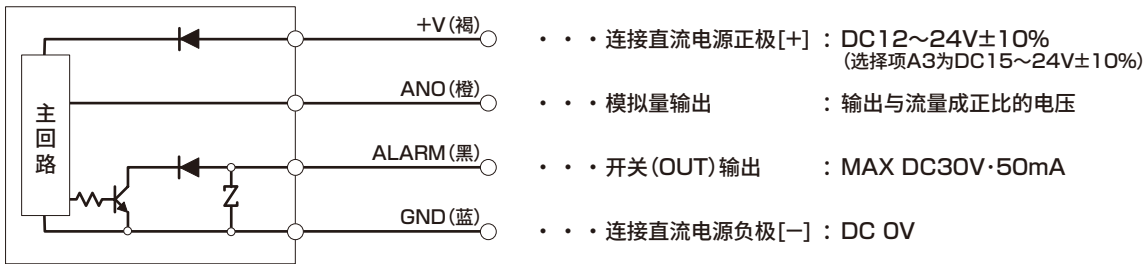 +V(褐) ・・・连接直流电源正极[+]：DC12～24V±10%
(选择项A3为DC15～24V±10%)
ANO(橙) ・・・模拟量输出：输出与流量成正比的电压
主回路
ALARM(黑) ・・・开关(OUT)输出：MAX DC30V·50mA
GND(蓝) ・・・连接直流电源负极[－]：DC 0V